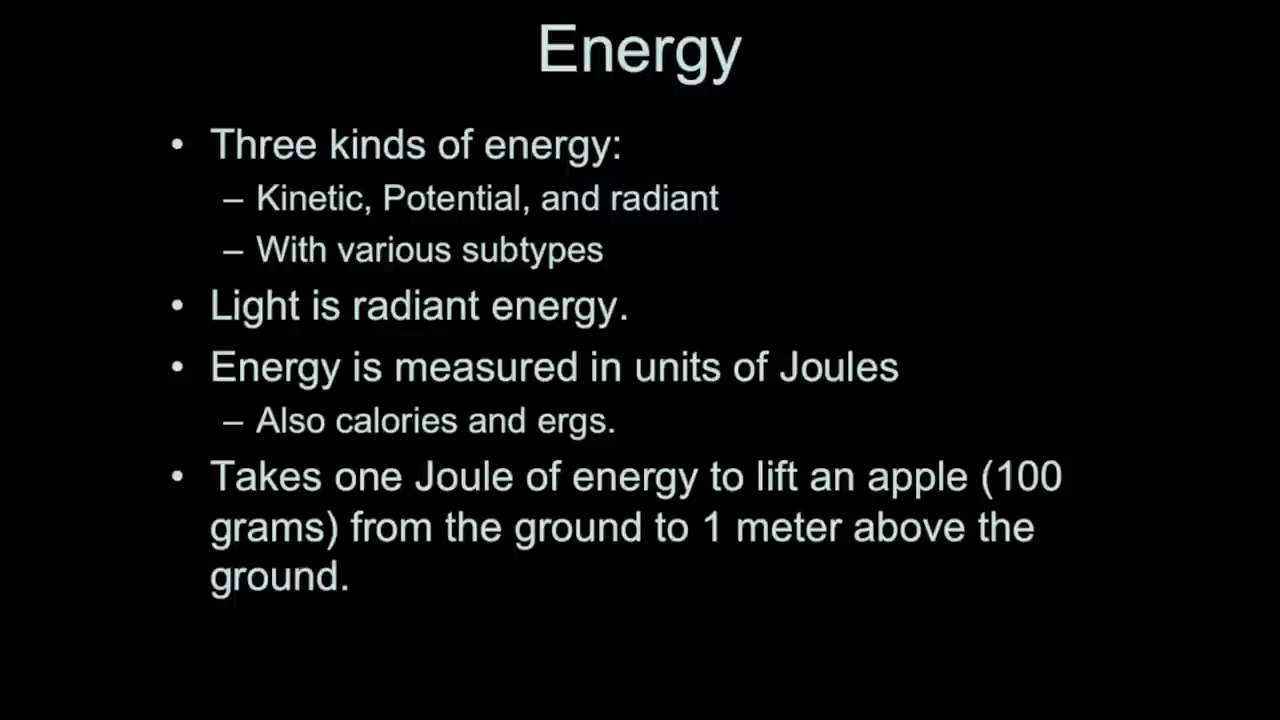 Energy
• Three kinds of energy:
– Kinetic, Potential, and radiant
– With various subtypes
• Light is radiant energy.
• Energy is measured in units of Joules
– Also calories and ergs.
• Takes one Joule of energy to lift an apple (100
grams) from the ground to 1 meter above the
ground.